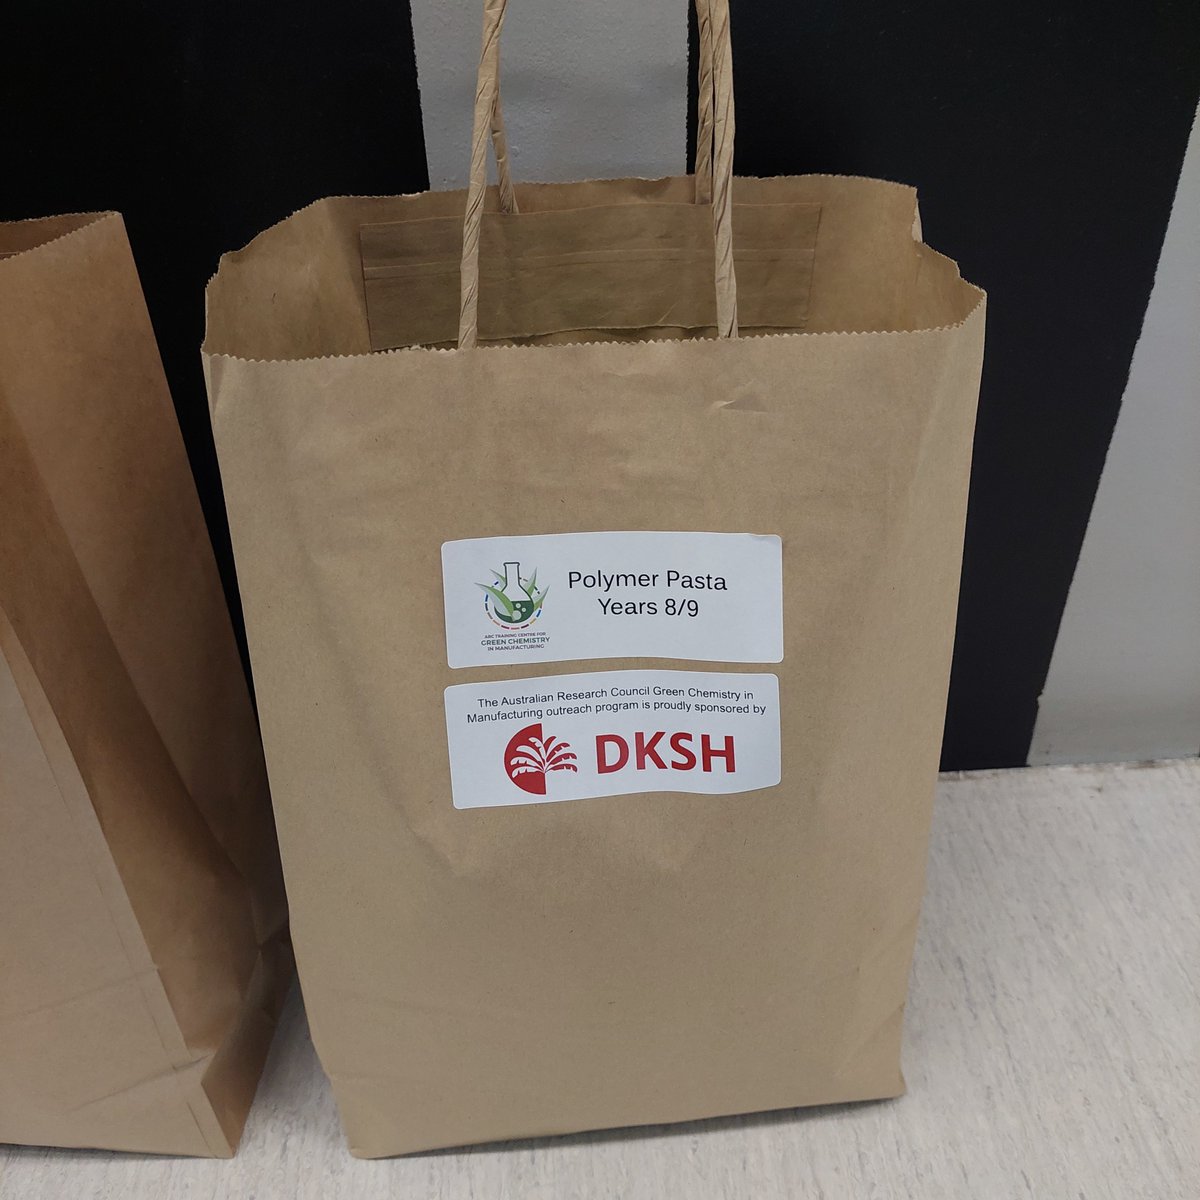 Polymer Pasta
Years 8/9
ARC TRAINING CENTRE FOR
GREEN CHEMISTRY
IN MANUFACTURING
The Australian Research Council Green Chemistry in
Manufacturing outreach program is proudly sponsored by
DKSH